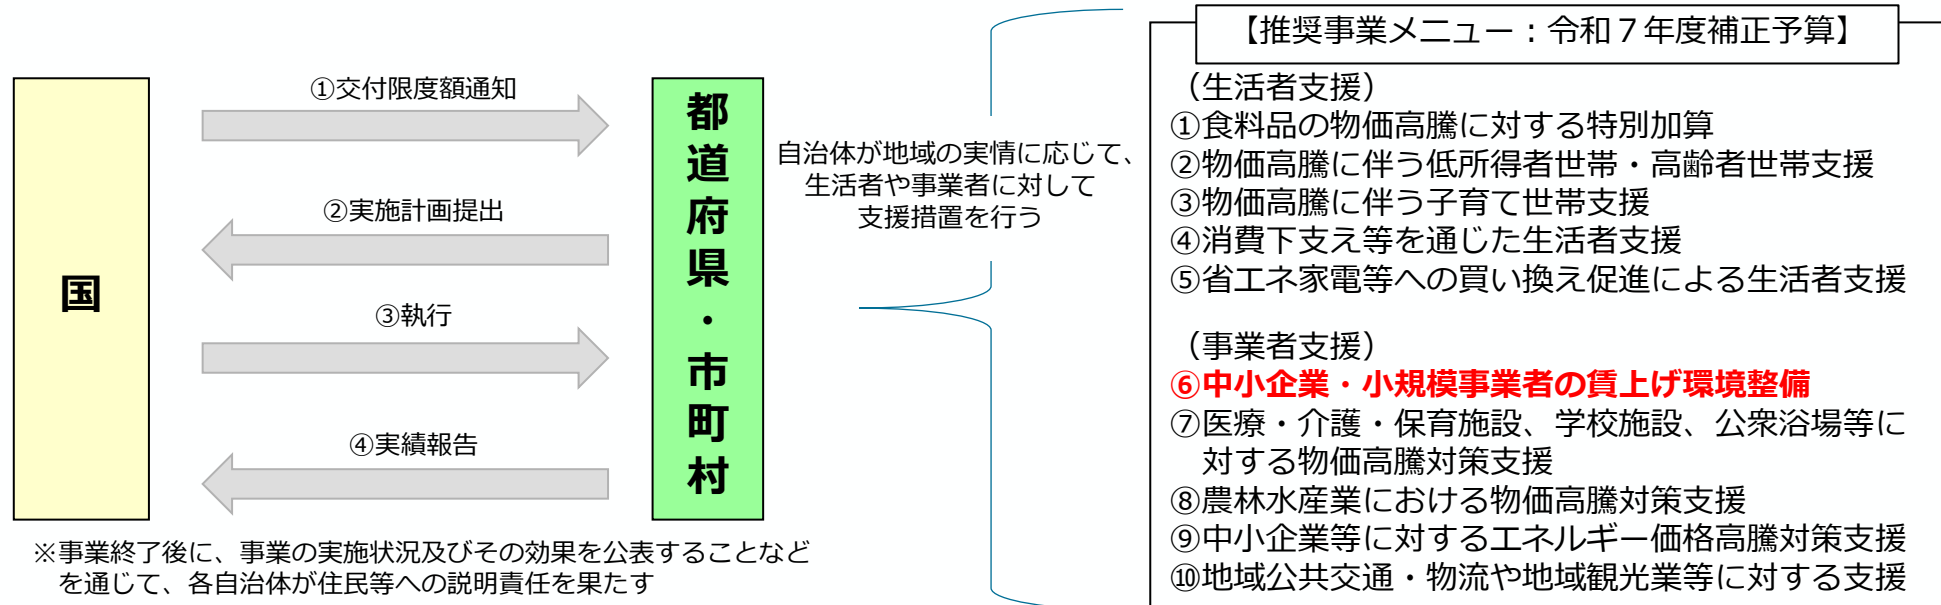 国
①交付限度額通知
②実施計画提出
③執行
④実績報告
都道府県・市町村
※事業終了後に、事業の実施状況及びその効果を公表することなど
を通じて、各自治体が住民等への説明責任を果たす
自治体が地域の実情に応じて、
生活者や事業者に対して
支援措置を行う
【推奨事業メニュー：令和７年度補正予算】
（生活者支援）
①食料品の物価高騰に対する特別加算
②物価高騰に伴う低所得者世帯・高齢者世帯支援
③物価高騰に伴う子育て世帯支援
④消費下支え等を通じた生活者支援
⑤省エネ家電等への買い換え促進による生活者支援
（事業者支援）
⑥中小企業・小規模事業者の賃上げ環境整備
⑦医療・介護・保育施設、学校施設、公衆浴場等に
対する物価高騰対策支援
⑧農林水産業における物価高騰対策支援
⑨中小企業等に対するエネルギー価格高騰対策支援
⑩地域公共交通・物流や地域観光業等に対する支援